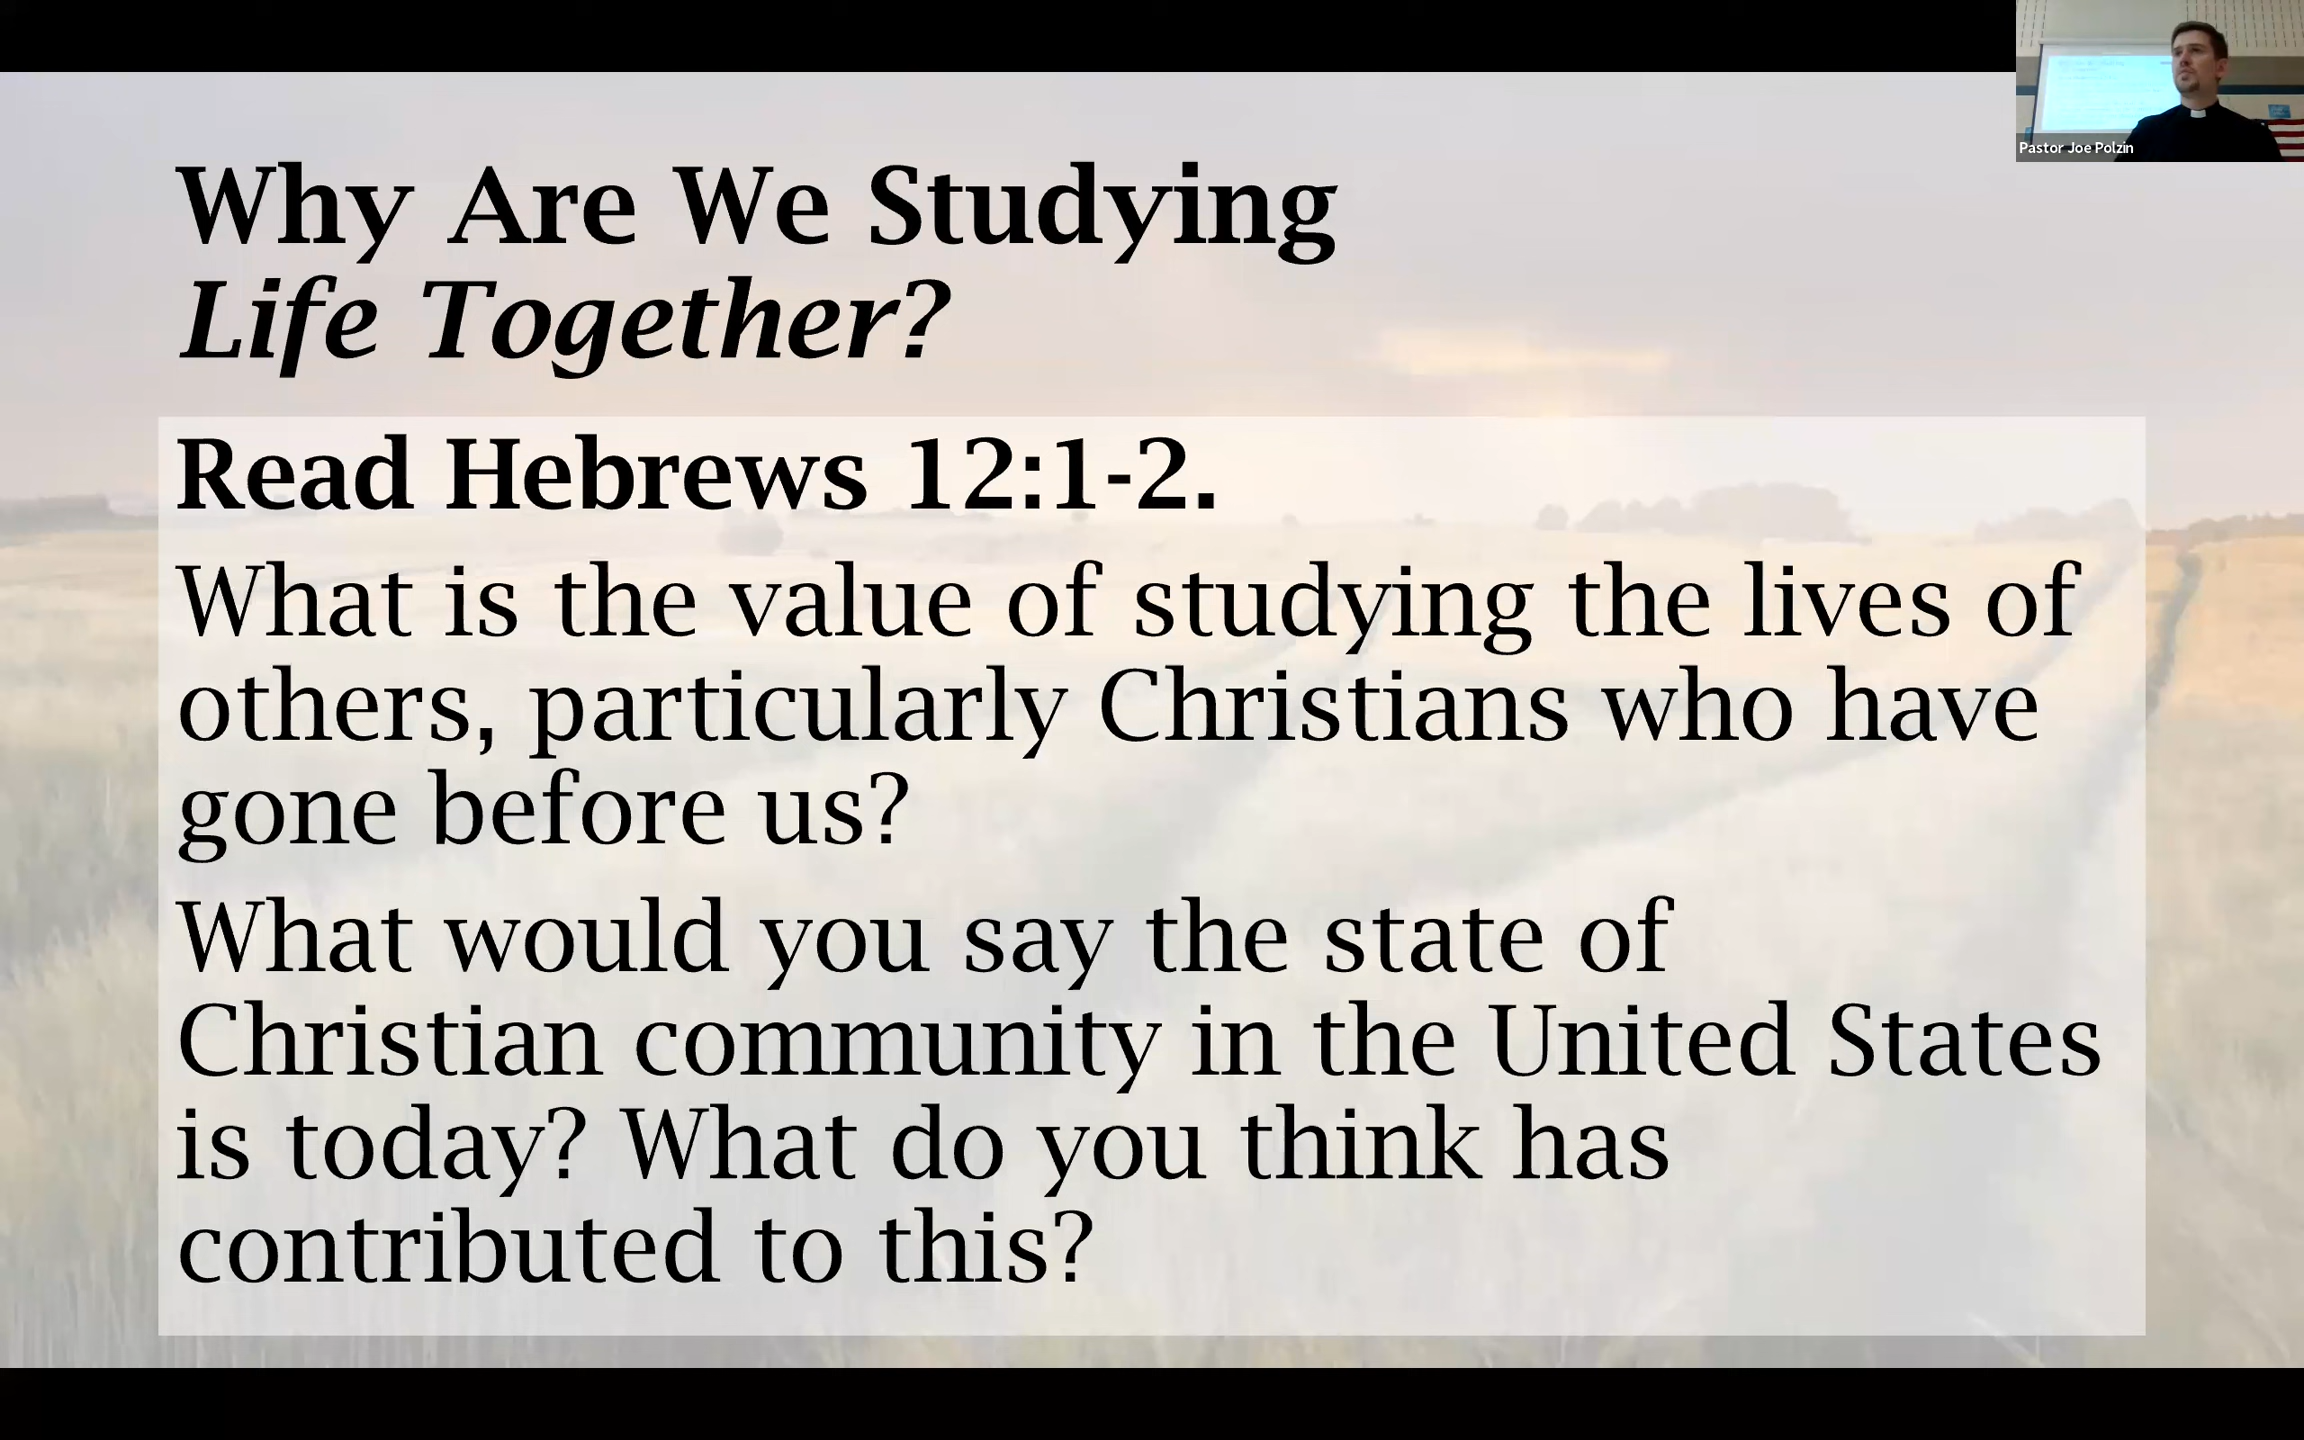 Pastor Joe Polzin
Why Are We Studying
Life Together?
Read Hebrews 12:1-2.
What is the value of studying the lives of
others, particularly Christians who have
gone before us?
What would you say the state of
Christian community in the United States
is today? What do you think has
contributed to this?